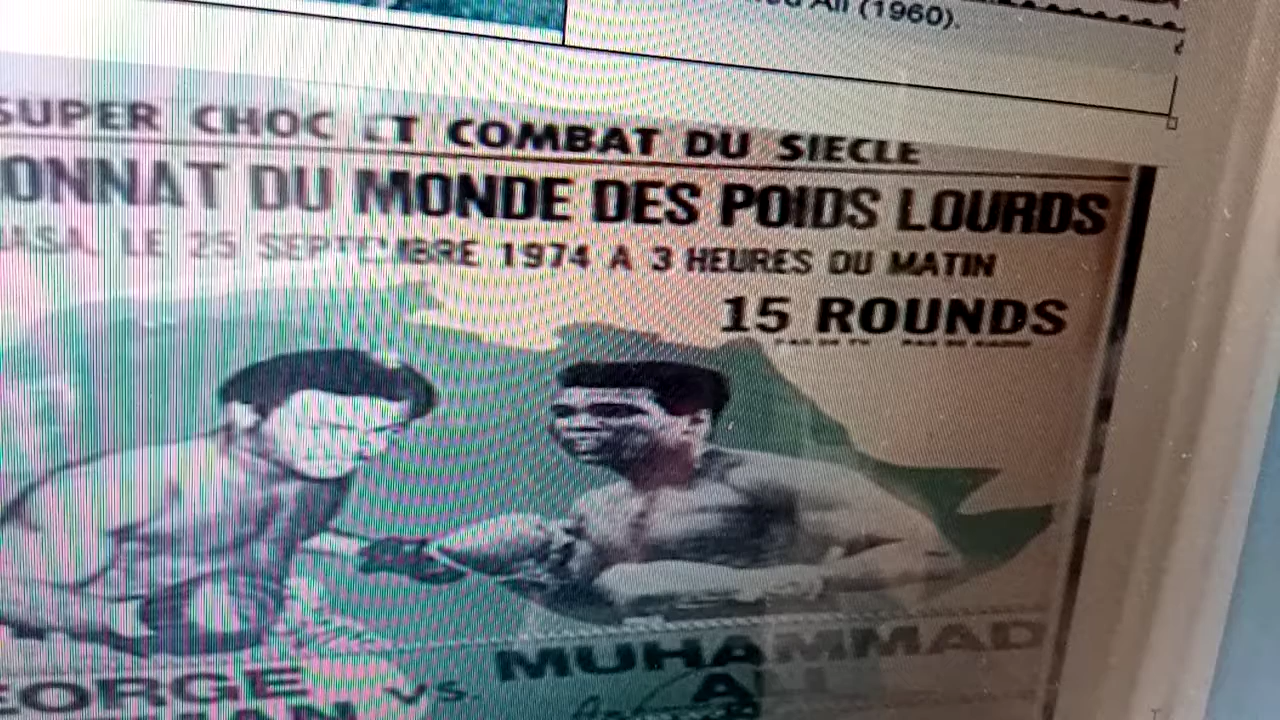 Ali (1960).
SUPER CHOC ET COMBAT DU SIECLE
ONNAT DU MONDE DES POIDS LOURDS
ASA LE 25 SEPTEMBRE 1974 A 3 HEURES DU MATIN
15 ROUNDS
EORGE VS. MUHAMMAD
ALI